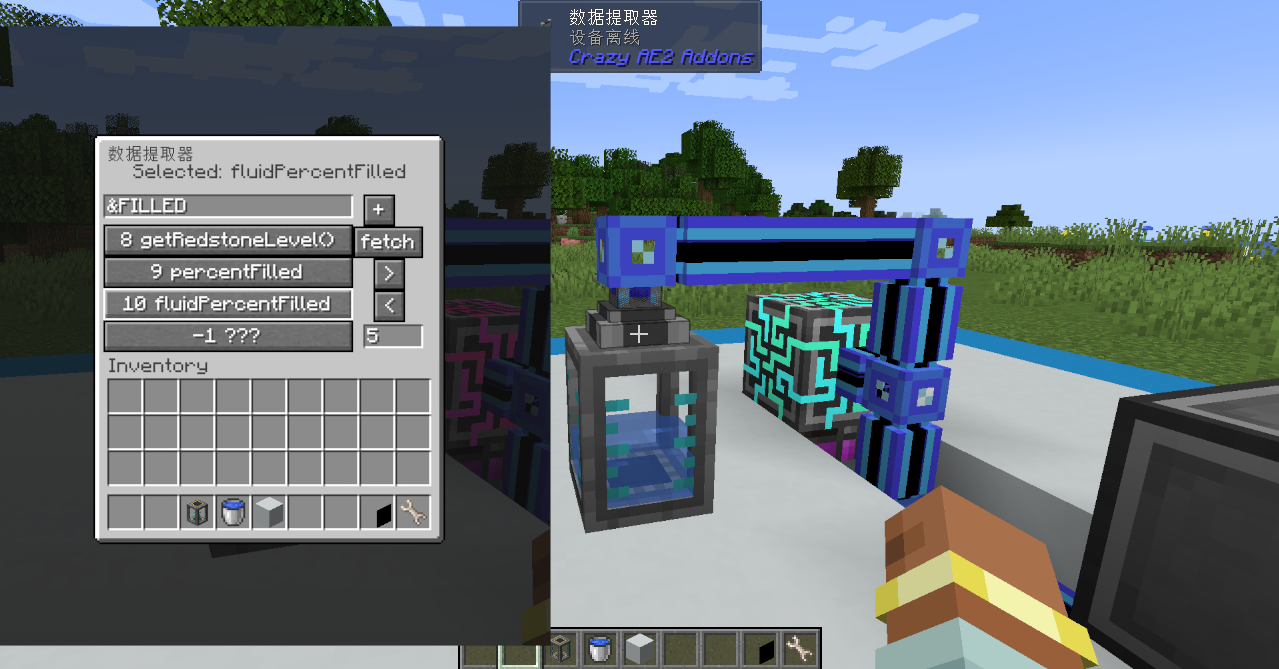 数据提取器
设备离线
Crazy AE2 Addons
数据提取器
Selected: fluidPercentFilled
&FILLED
+
8 getRedstoneLevel()
fetch
9 percentFilled
>
10 fluidPercentFilled
<
-1 ???
5
Inventory